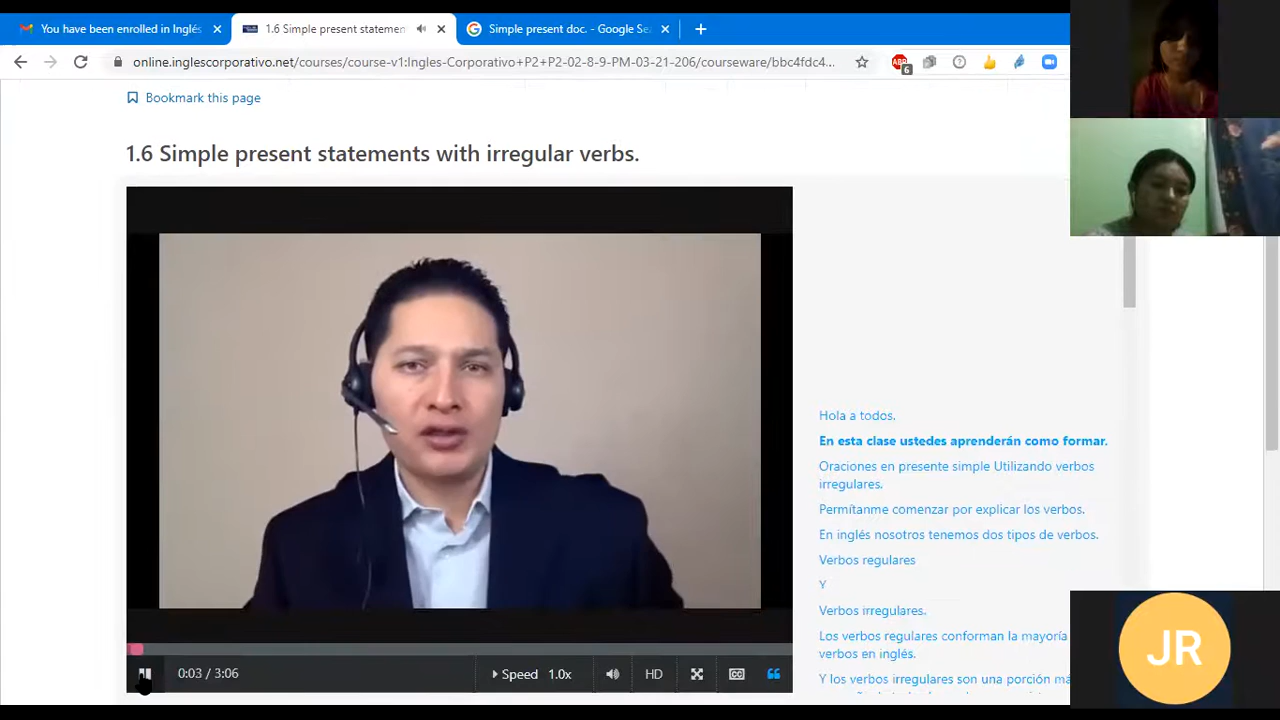 You have been enrolled in Inglés
1.6 Simple present statemen
Simple present doc. - Google Se
online.inglescorporativo.net/courses/course-v1:Ingles-Corporativo+P2+P2-02-8-9-PM-03-21-206/courseware/bbc4fdc4...
ABP
6
Bookmark this page
1.6 Simple present statements with irregular verbs.
Hola a todos.
En esta clase ustedes aprenderán como formar.
Oraciones en presente simple Utilizando verbos
irregulares.
Permítanme comenzar por explicar los verbos.
En inglés nosotros tenemos dos tipos de verbos.
Verbos regulares
Y
Verbos irregulares.
Los verbos regulares conforman la mayoría
verbos en inglés.
Y los verbos irregulares son una porción má
0:03 / 3:06
Speed 1.0x
HD
CC
JR